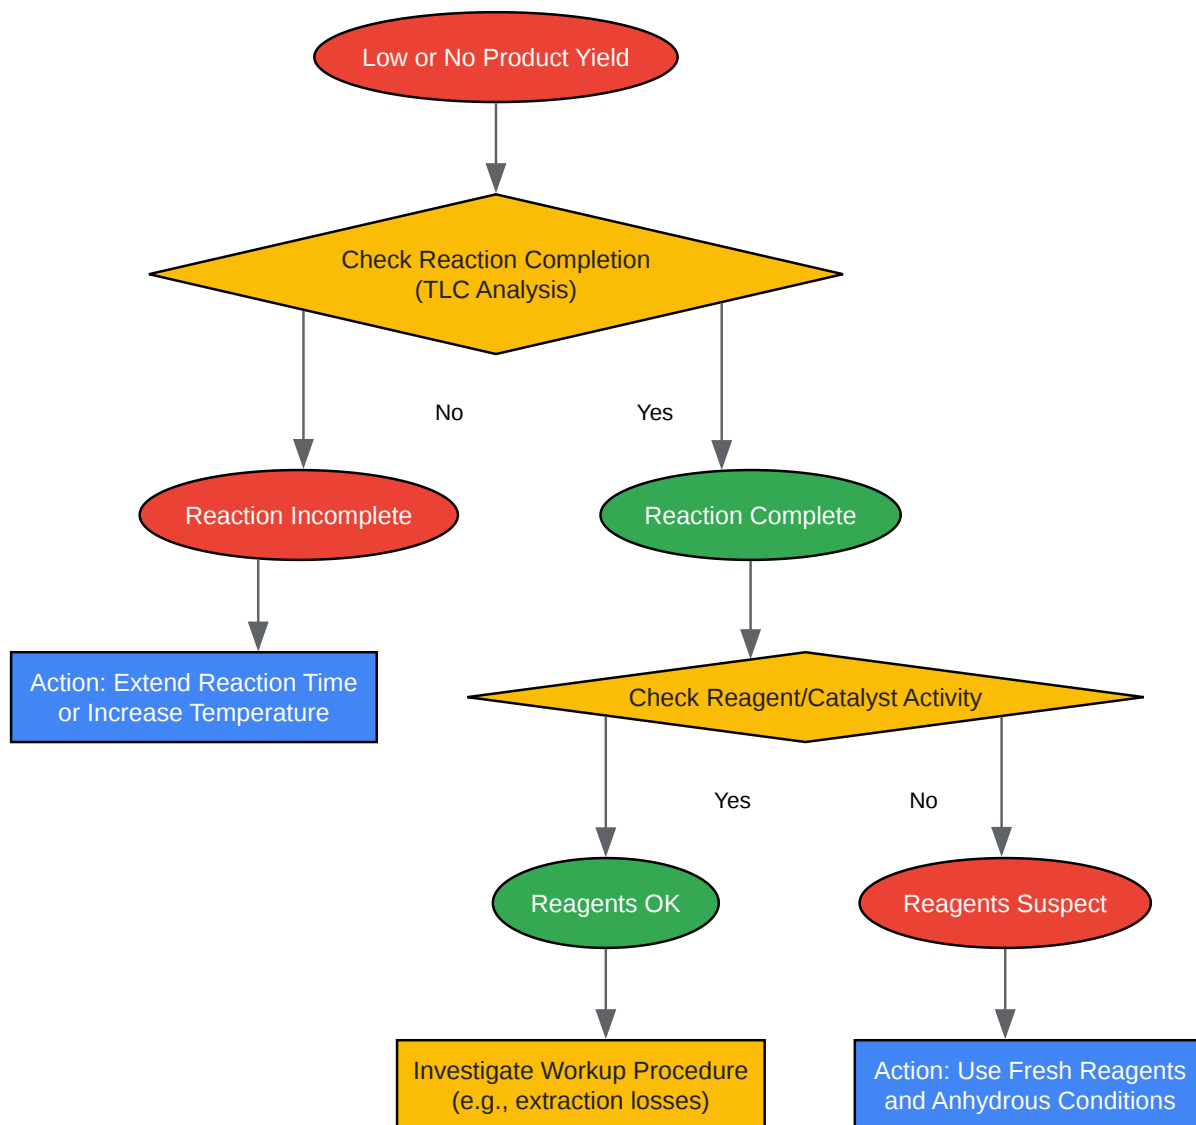 Low or No Product Yield
Check Reaction Completion
(TLC Analysis)
No
Yes
Reaction Incomplete
Reaction Complete
Action: Extend Reaction Time
or Increase Temperature
Check Reagent/Catalyst Activity
Yes
No
Reagents OK
Reagents Suspect
Investigate Workup Procedure
(e.g., extraction losses)
Action: Use Fresh Reagents
and Anhydrous Conditions